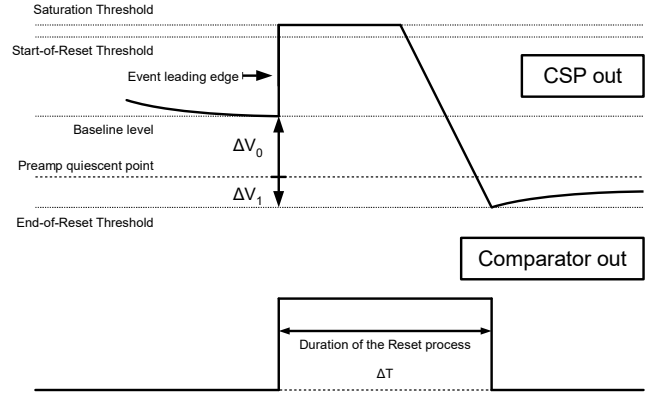 Saturation Threshold
Start-of-Reset Threshold
Event leading edge
CSP out
Baseline level
ΔV0
Preamp quiescent point
ΔV1
End-of-Reset Threshold
Comparator out
Duration of the Reset process
ΔT